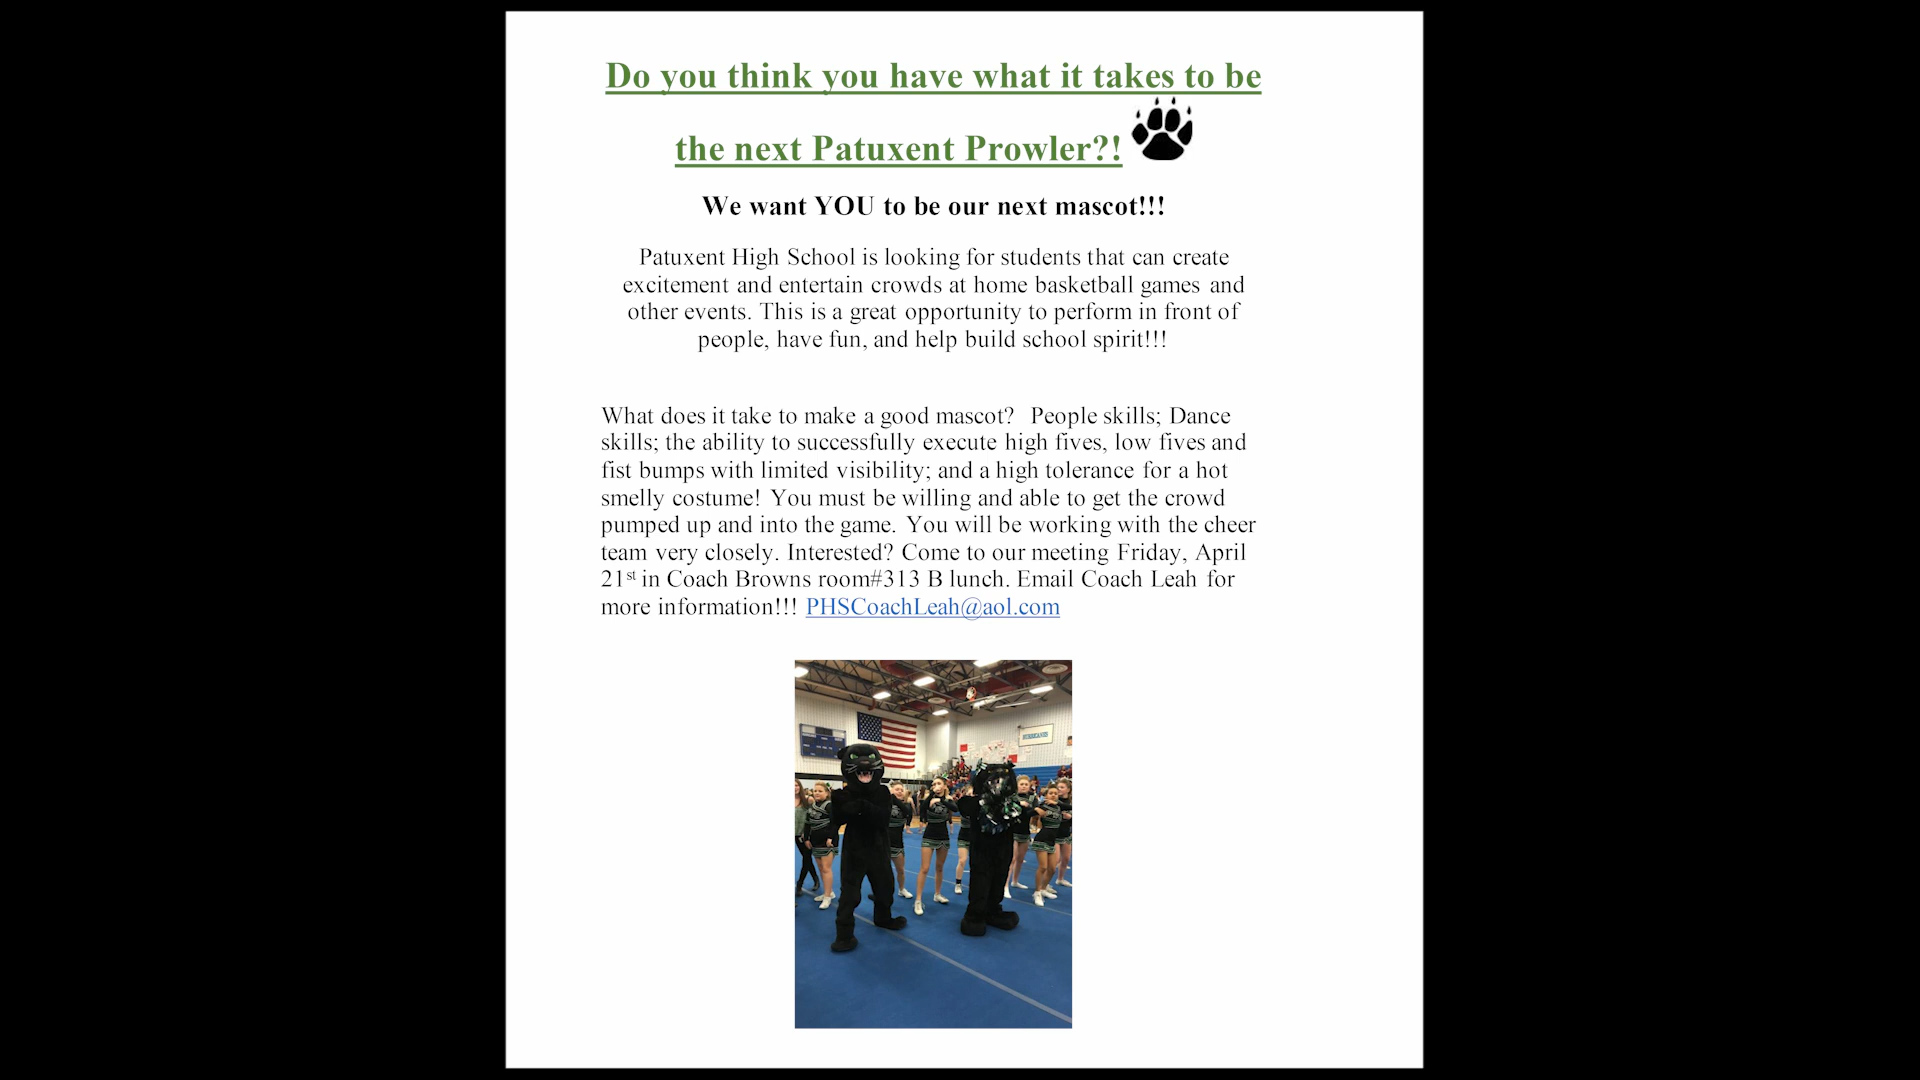 Do you think you have what it takes to be
the next Patuxent Prowler?!
We want YOU to be our next mascot!!!
Patuxent High School is looking for students that can create
excitement and entertain crowds at home basketball games and
other events. This is a great opportunity to perform in front of
people, have fun, and help build school spirit!!!
What does it take to make a good mascot? People skills; Dance
skills; the ability to successfully execute high fives, low fives and
fist bumps with limited visibility; and a high tolerance for a hot
smelly costume! You must be willing and able to get the crowd
pumped up and into the game. You will be working with the cheer
team very closely. Interested? Come to our meeting Friday, April
21st in Coach Browns room#313 B lunch. Email Coach Leah for
more information!!! PHSCoachLeah@aol.com
HURRICANES